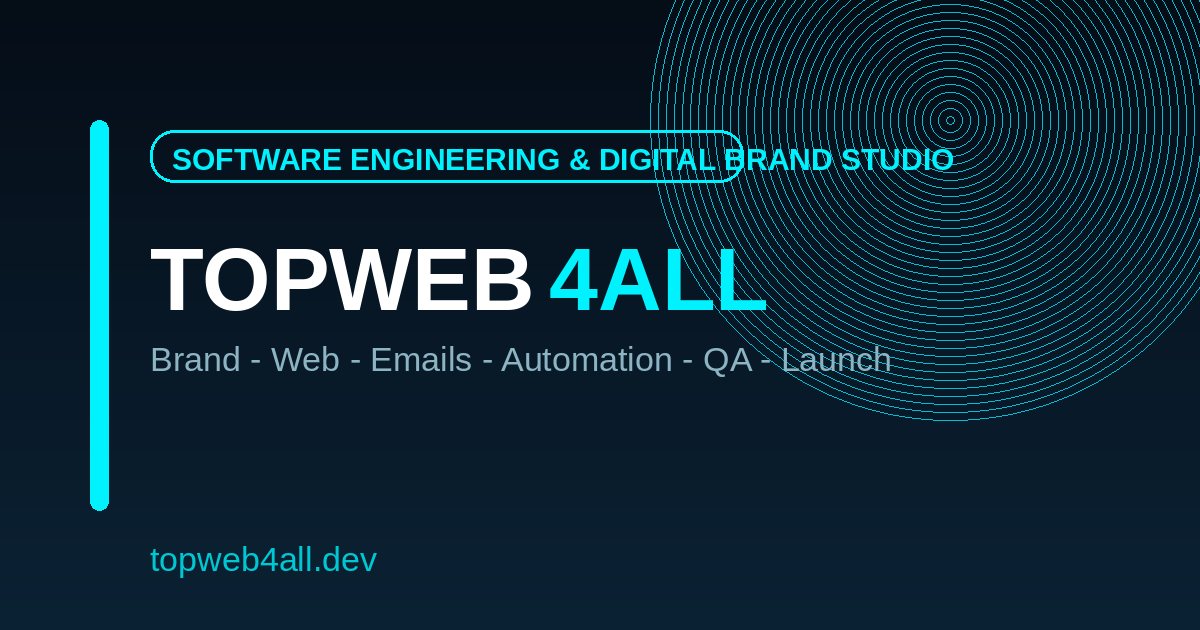 SOFTWARE ENGINEERING & DIGITAL BRAND STUDIO
TOPWEB 4ALL
Brand - Web - Emails - Automation - QA - Launch
topweb4all.dev